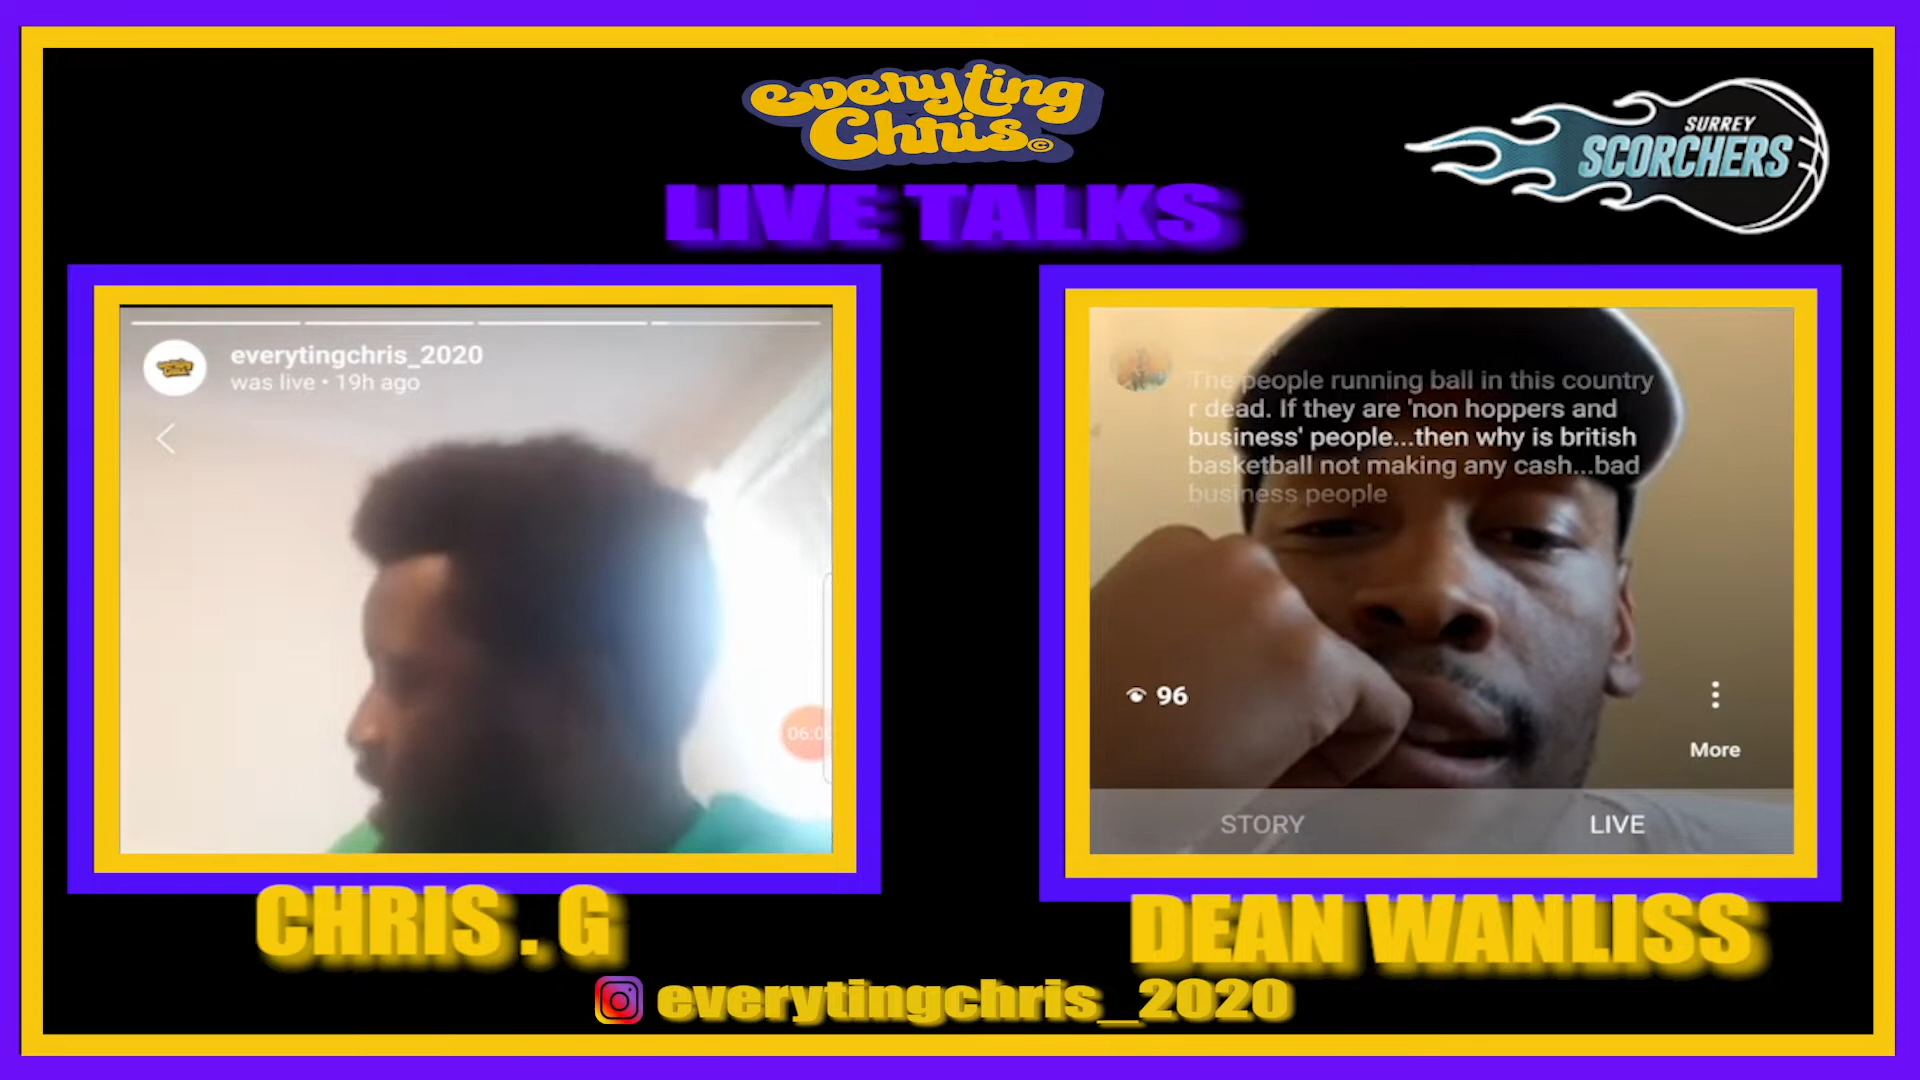 everyting
Chris©
SURREY
SCORCHERS
LIVE TALKS
everytingchris_2020
was live • 19h ago
06:0
The people running ball in this country
r dead. If they are 'non hoppers and
business' people...then why is british
basketball not making any cash...bad
business people
96
More
STORY
LIVE
CHRIS . G
DEAN WANLISS
everytingchris_2020